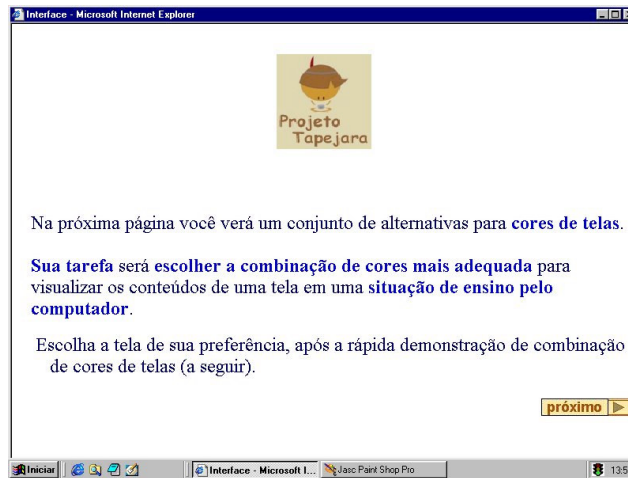 Interface - Microsoft Internet Explorer
Projeto
Tapejara
Na próxima página você verá um conjunto de alternativas para cores de telas.
Sua tarefa será escolher a combinação de cores mais adequada para
visualizar os conteúdos de uma tela em uma situação de ensino pelo
computador.
Escolha a tela de sua preferência, após a rápida demonstração de combinação
de cores de telas (a seguir).
próximo
Iniciar
Interface - Microsoft I...
Jasc Paint Shop Pro